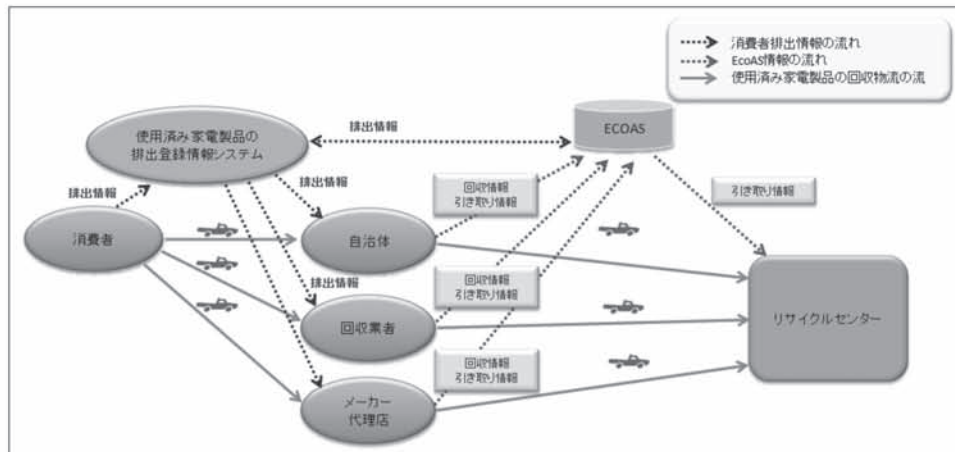 消費者排出情報の流れ
EcoAS情報の流れ
使用済み家電製品の回収物流の流
使用済み家電製品の
排出登録情報システム
排出情報
ECOAS
排出情報
排出情報
回収情報
引き取り情報
引き取り情報
消費者
自治体
排出情報
回収情報
引き取り情報
回収業者
リサイクルセンター
回収情報
引き取り情報
メーカー
代理店